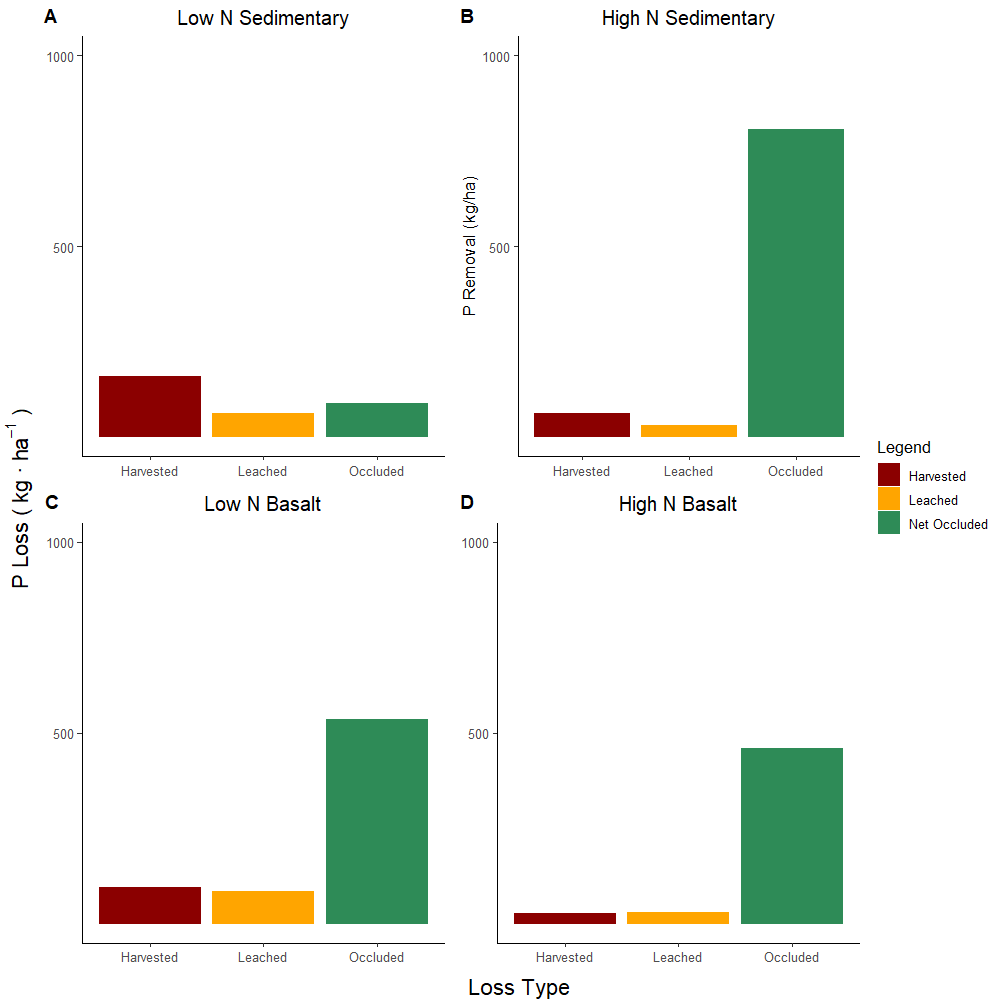 A Low N Sedimentary
1000
500
Harvested Leached Occluded
B High N Sedimentary
P Removal (kg/ha)
1000
500
Harvested Leached Occluded
P Loss ( kg · ha⁻¹ )
C Low N Basalt
1000
500
Harvested Leached Occluded
D High N Basalt
1000
500
Harvested Leached Occluded
Loss Type
Legend
Harvested
Leached
Net Occluded